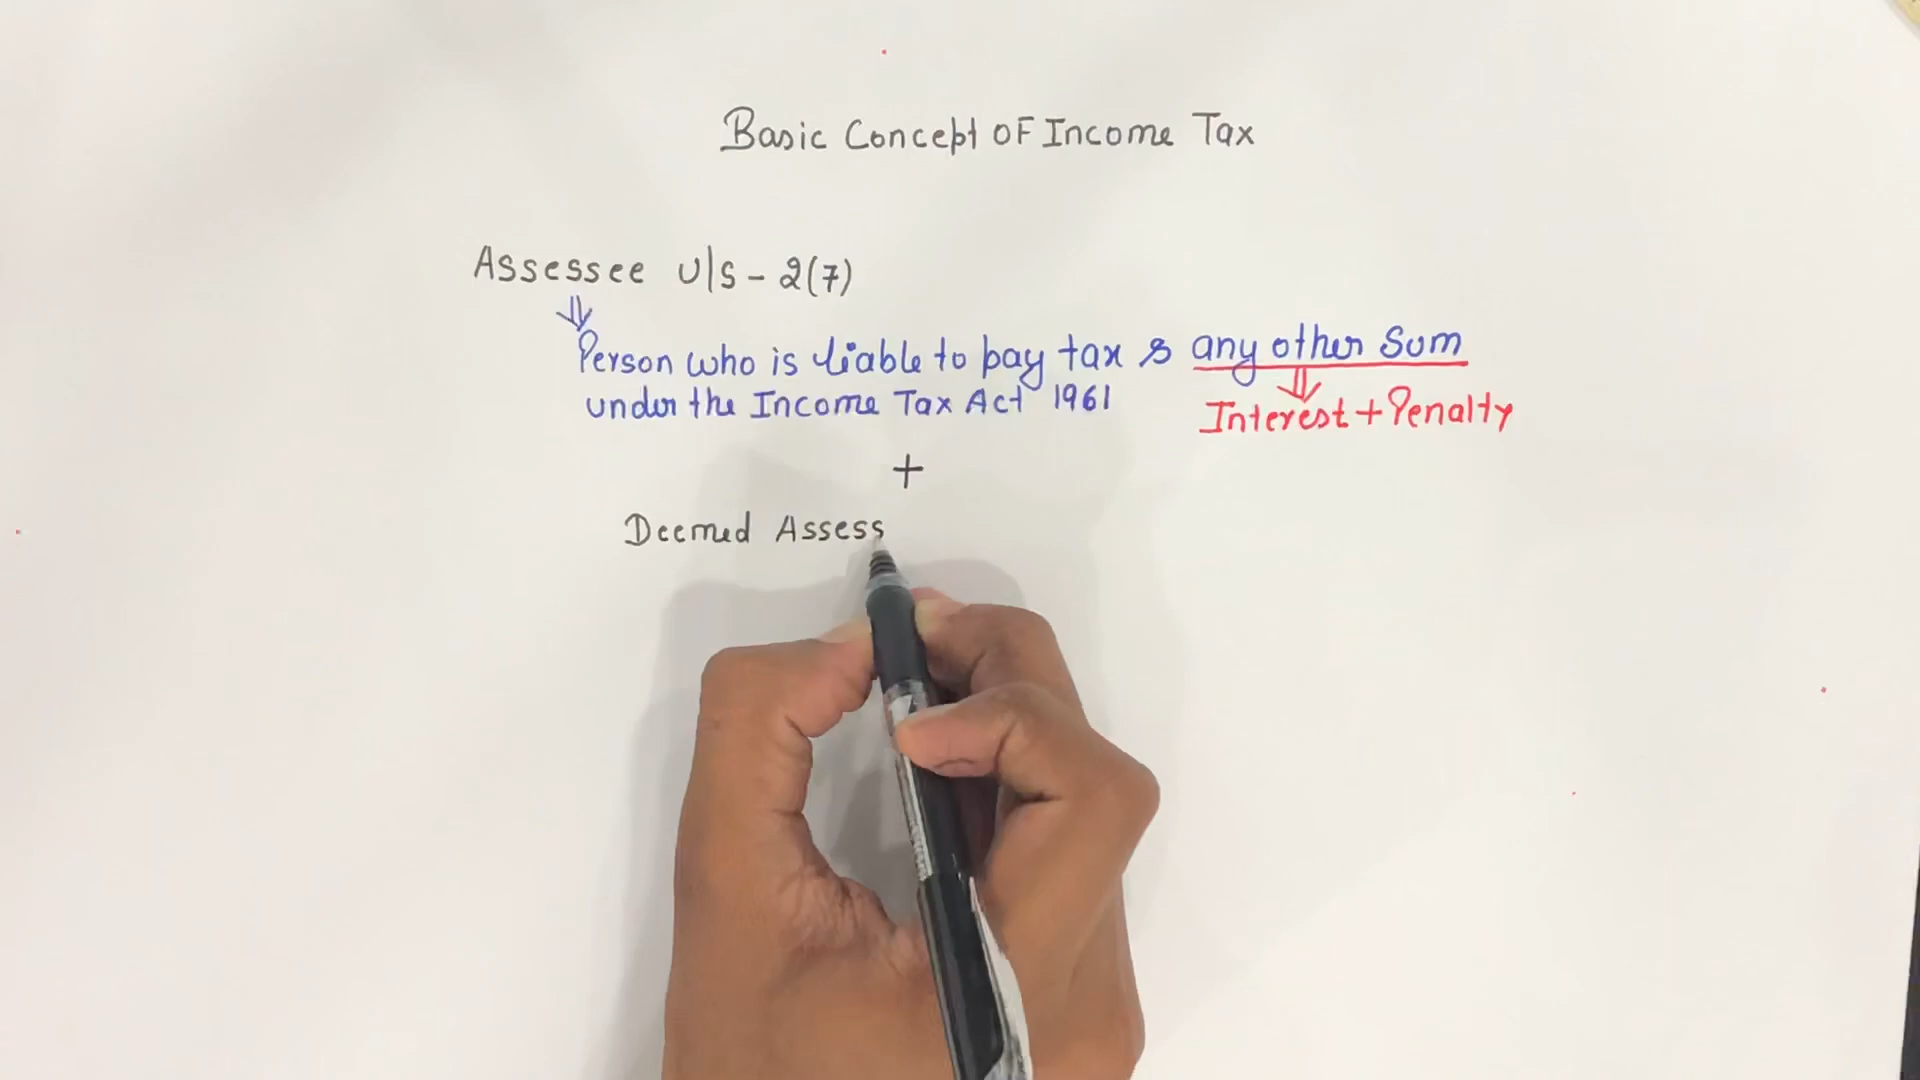 Basic Concept OF Income Tax
Assessee U|S - 2(7)
⇓
Person who is liable to pay tax & any other Sum
under the Income Tax Act 1961
⇓
Interest + Penalty
+
Deemed Assess